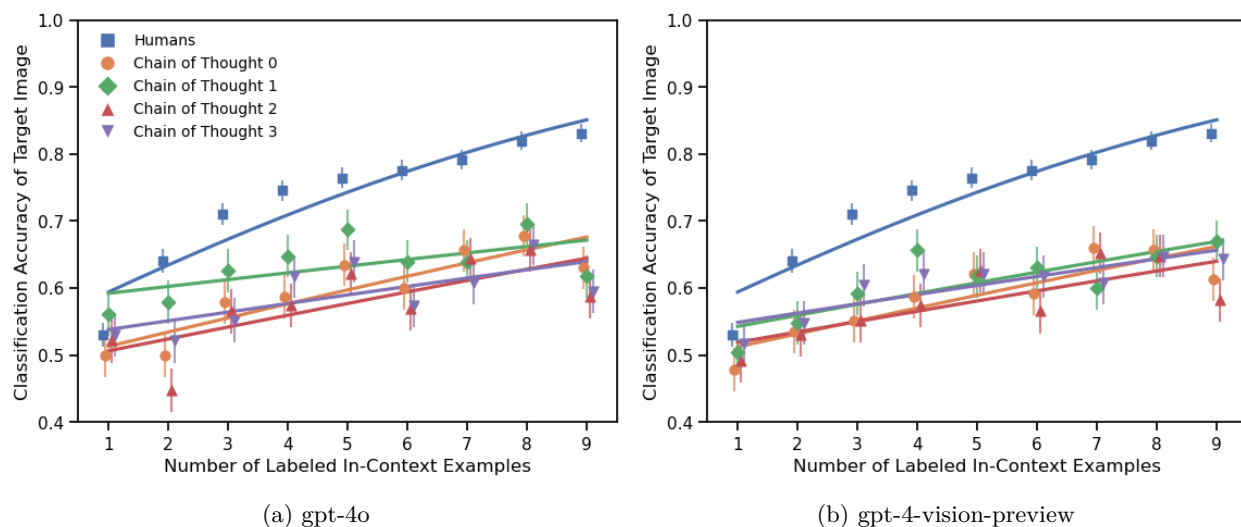 1.0
0.9
0.8
0.7
0.6
0.5
0.4
Classification Accuracy of Target Image
Humans
Chain of Thought 0
Chain of Thought 1
Chain of Thought 2
Chain of Thought 3
1 2 3 4 5 6 7 8 9
Number of Labeled In-Context Examples
(a) gpt-4o
1.0
0.9
0.8
0.7
0.6
0.5
0.4
Classification Accuracy of Target Image
1 2 3 4 5 6 7 8 9
Number of Labeled In-Context Examples
(b) gpt-4-vision-preview